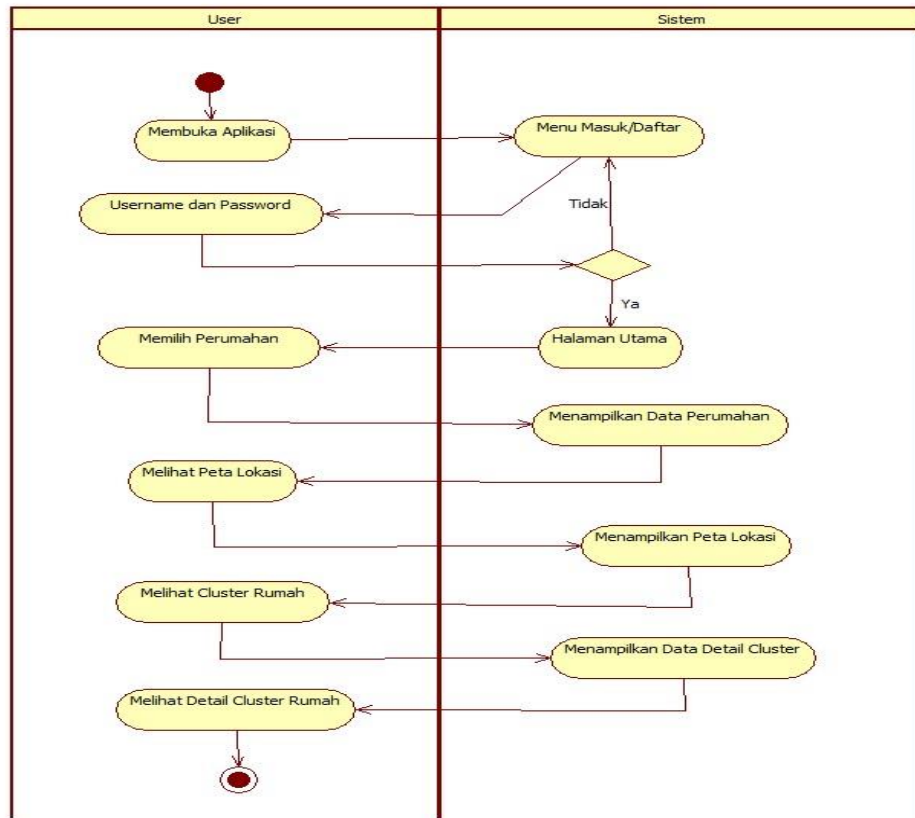 User
Sistem
Membuka Aplikasi
Menu Masuk/Daftar
Username dan Password
Tidak
Ya
Memilih Perumahan
Halaman Utama
Menampilkan Data Perumahan
Melihat Peta Lokasi
Menampilkan Peta Lokasi
Melihat Cluster Rumah
Menampilkan Data Detail Cluster
Melihat Detail Cluster Rumah